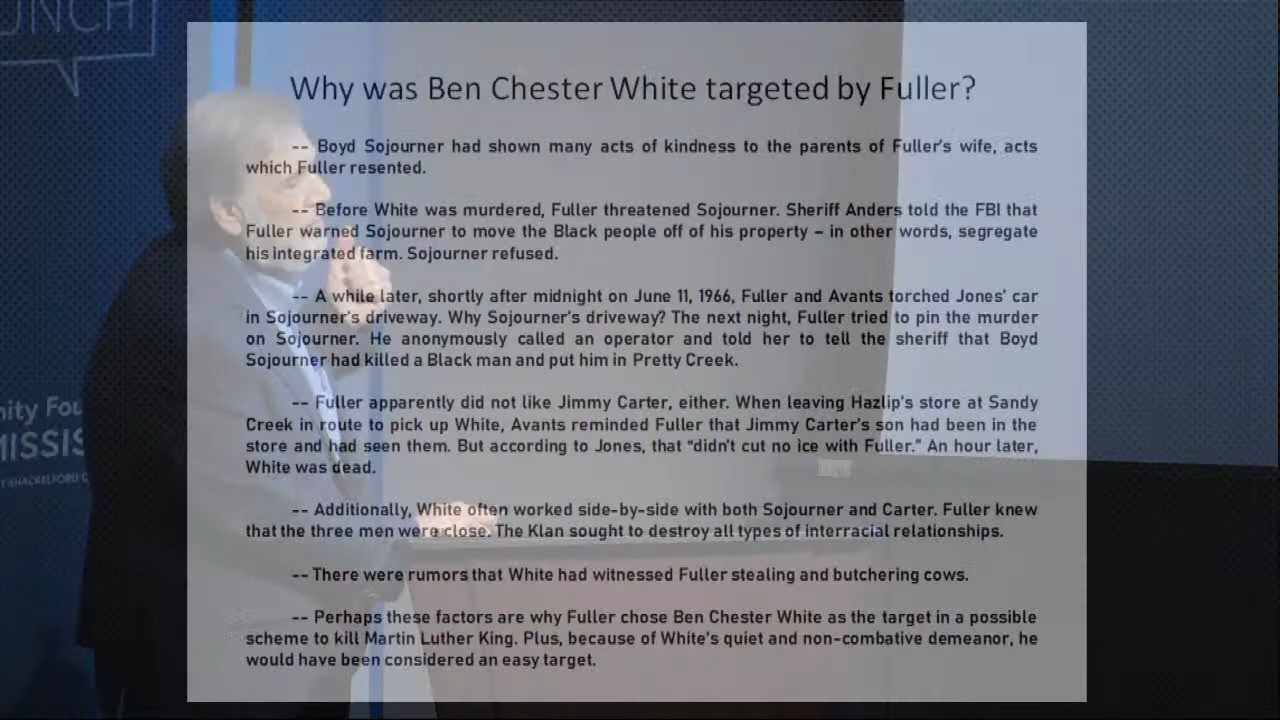 Why was Ben Chester White targeted by Fuller?
-- Boyd Sojourner had shown many acts of kindness to the parents of Fuller's wife, acts
which Fuller resented.
-- Before White was murdered, Fuller threatened Sojourner. Sheriff Anders told the FBI that
Fuller warned Sojourner to move the Black people off of his property – in other words, segregate
his integrated farm. Sojourner refused.
-- A while later, shortly after midnight on June 11, 1966, Fuller and Avants torched Jones' car
in Sojourner's driveway. Why Sojourner's driveway? The next night, Fuller tried to pin the murder
on Sojourner. He anonymously called an operator and told her to tell the sheriff that Boyd
Sojourner had killed a Black man and put him in Pretty Creek.
-- Fuller apparently did not like Jimmy Carter, either. When leaving Hazlip's store at Sandy
Creek in route to pick up White, Avants reminded Fuller that Jimmy Carter's son had been in the
store and had seen them. But according to Jones, that “didn't cut no ice with Fuller.” An hour later,
White was dead.
-- Additionally, White often worked side-by-side with both Sojourner and Carter. Fuller knew
that the three men were close. The Klan sought to destroy all types of interracial relationships.
-- There were rumors that White had witnessed Fuller stealing and butchering cows.
-- Perhaps these factors are why Fuller chose Ben Chester White as the target in a possible
scheme to kill Martin Luther King. Plus, because of White's quiet and non-combative demeanor, he
would have been considered an easy target.